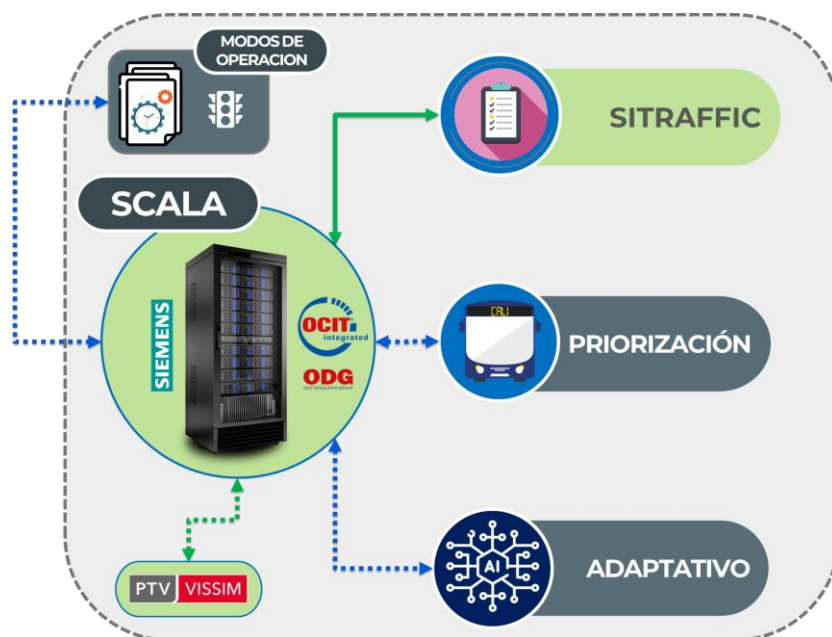 MODOS DE
OPERACION
SITRAFFIC
SCALA
SIEMENS
OCIT
integrated
ODG
CALI
PRIORIZACIÓN
AI
ADAPTATIVO
PTV VISSIM